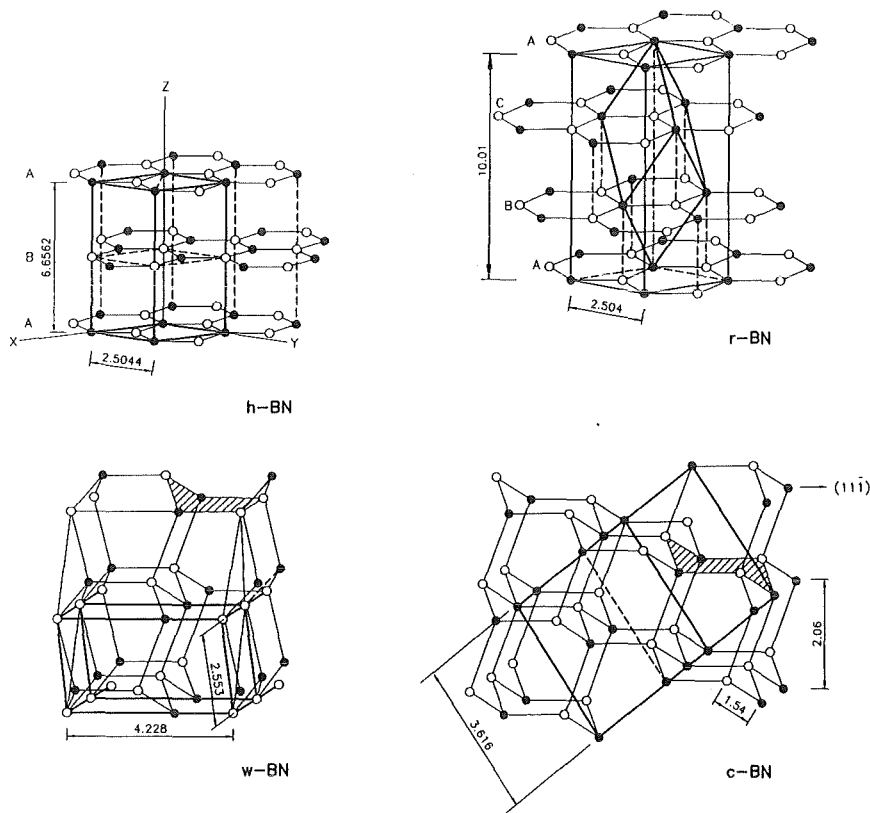 Z
A
B
A
6.6562
X
Y
2.5044
h-BN
A
C
B
A
10.01
2.504
r-BN
2.553
4.228
w-BN
(111̄)
2.06
1.54
3.616
c-BN